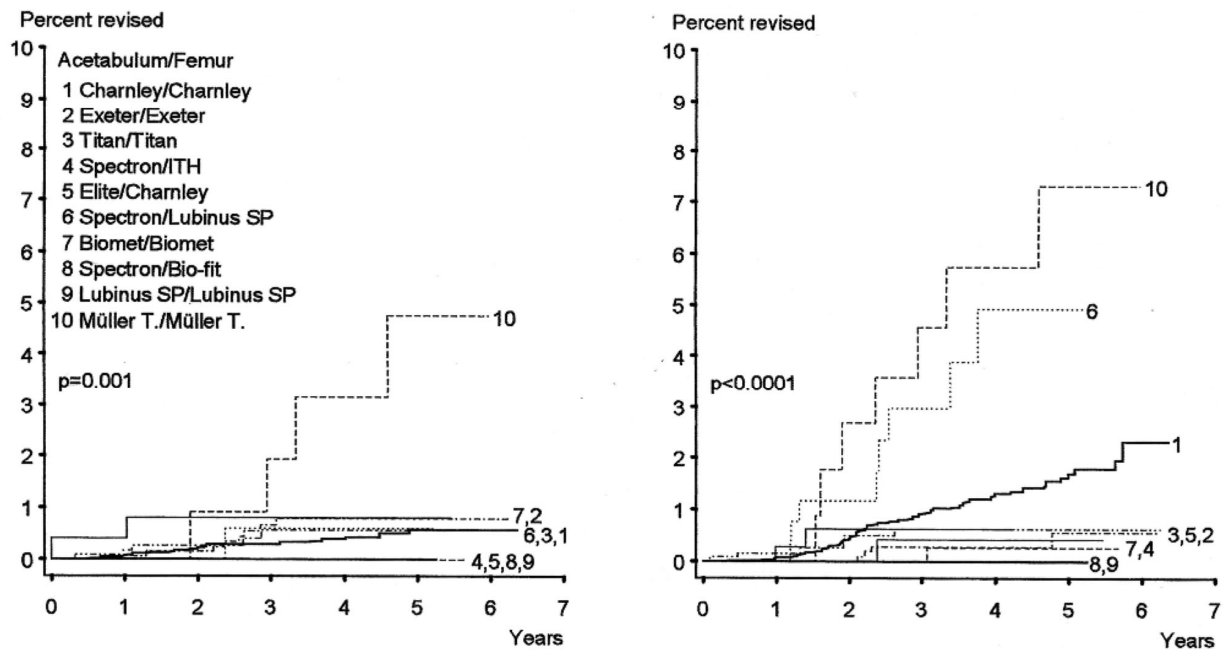 Percent revised
10
9
8
7
6
5
4
3
2
1
0
Acetabulum/Femur
1 Charnley/Charnley
2 Exeter/Exeter
3 Titan/Titan
4 Spectron/ITH
5 Elite/Charnley
6 Spectron/Lubinus SP
7 Biomet/Biomet
8 Spectron/Bio-fit
9 Lubinus SP/Lubinus SP
10 Müller T./Müller T.
p=0.001
10
7,2
6,3,1
4,5,8,9
0 1 2 3 4 5 6 7
Years
Percent revised
10
9
8
7
6
5
4
3
2
1
0
p<0.0001
10
6
1
3,5,2
7,4
8,9
0 1 2 3 4 5 6 7
Years